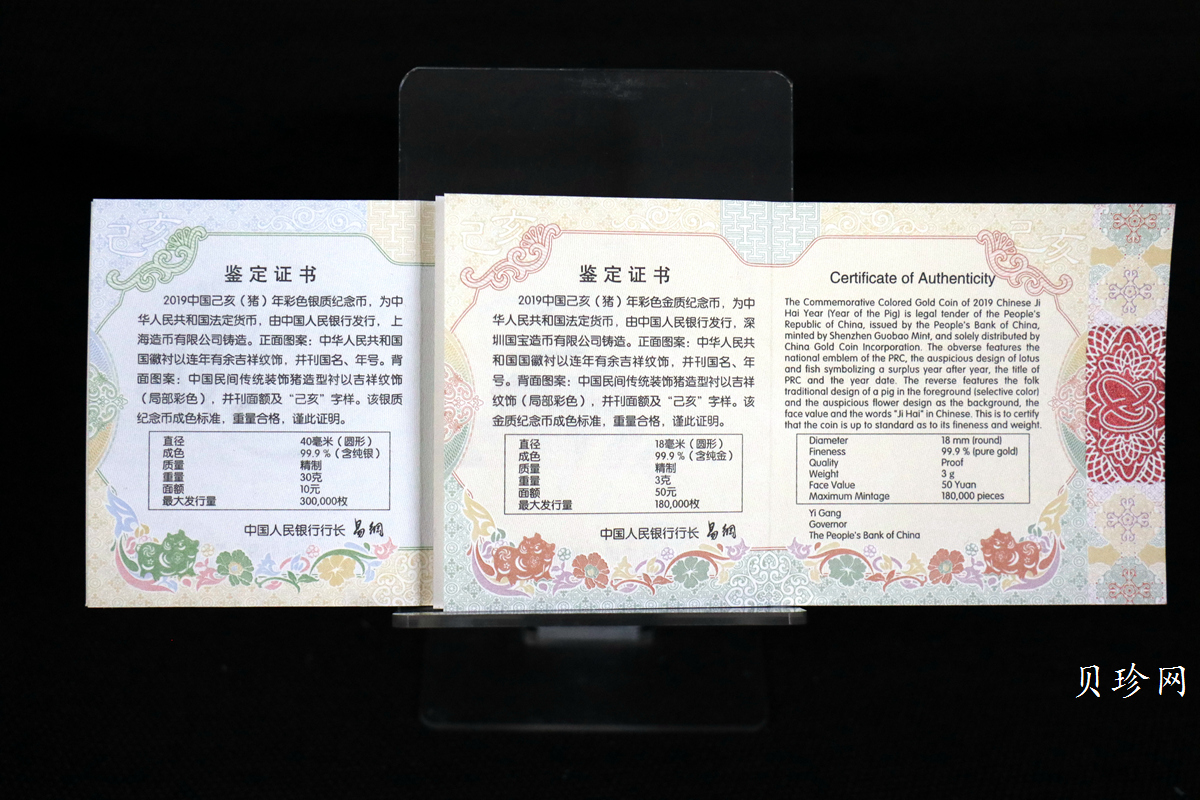 己亥
鉴定证书
2019中国己亥（猪）年彩色银质纪念币，为中
华人民共和国法定货币，由中国人民银行发行，上
海造币有限公司铸造。正面图案：中华人民共和国
国徽衬以连年有余吉祥纹饰，并刊国名、年号。背
面图案：中国民间传统装饰猪造型衬以吉祥纹饰
（局部彩色），并刊面额及“己亥”字样。该银质
纪念币成色标准，重量合格，谨此证明。
直径 40毫米（圆形）
成色 99.9％（含纯银）
质量 精制
重量 30克
面额 10元
最大发行量 300,000枚
中国人民银行行长 易纲
己亥
鉴定证书
2019中国己亥（猪）年彩色金质纪念币，为中
华人民共和国法定货币，由中国人民银行发行，深
圳国宝造币有限公司铸造。正面图案：中华人民共
和国国徽衬以连年有余吉祥纹饰，并刊国名、年
号。背面图案：中国民间传统装饰猪造型衬以吉祥
纹饰（局部彩色），并刊面额及“己亥”字样。该
金质纪念币成色标准，重量合格，谨此证明。
直径 18毫米（圆形）
成色 99.9％（含纯金）
质量 精制
重量 3克
面额 50元
最大发行量 180,000枚
中国人民银行行长 易纲
己亥
Certificate of Authenticity
The Commemorative Colored Gold Coin of 2019 Chinese Ji
Hai Year (Year of the Pig) is legal tender of the People's
Republic of China, issued by the People's Bank of China,
minted by Shenzhen Guobao Mint, and solely distributed by
China Gold Coin Incorporation. The obverse features the
national emblem of the PRC, the auspicious design of lotus
and fish symbolizing a surplus year after year, the title of
PRC and the year date. The reverse features the folk
traditional design of a pig in the foreground (selective color)
and the auspicious flower design as the background, the
face value and the words "Ji Hai" in Chinese. This is to certify
that the coin is up to standard as to its fineness and weight.
Diameter 18 mm (round)
Fineness 99.9 % (pure gold)
Quality Proof
Weight 3 g
Face Value 50 Yuan
Maximum Mintage 180,000 pieces
Yi Gang
Governor
The People's Bank of China
贝珍网